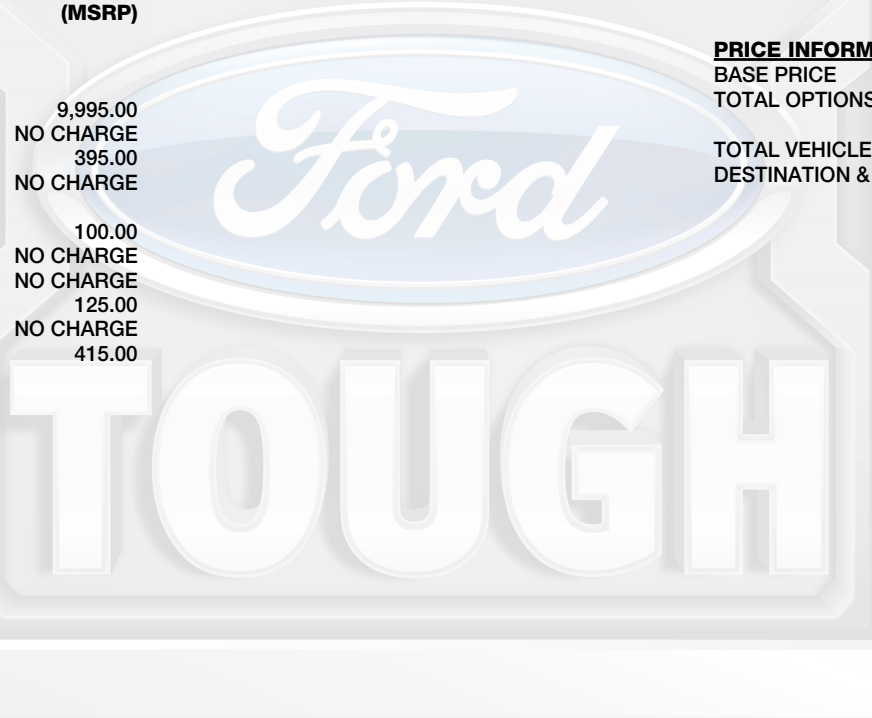 (MSRP)
9,995.00
NO CHARGE
395.00
NO CHARGE
100.00
NO CHARGE
NO CHARGE
125.00
NO CHARGE
415.00
PRICE INFORM
BASE PRICE
TOTAL OPTIONS
TOTAL VEHICLE
DESTINATION &
Ford
TOUGH